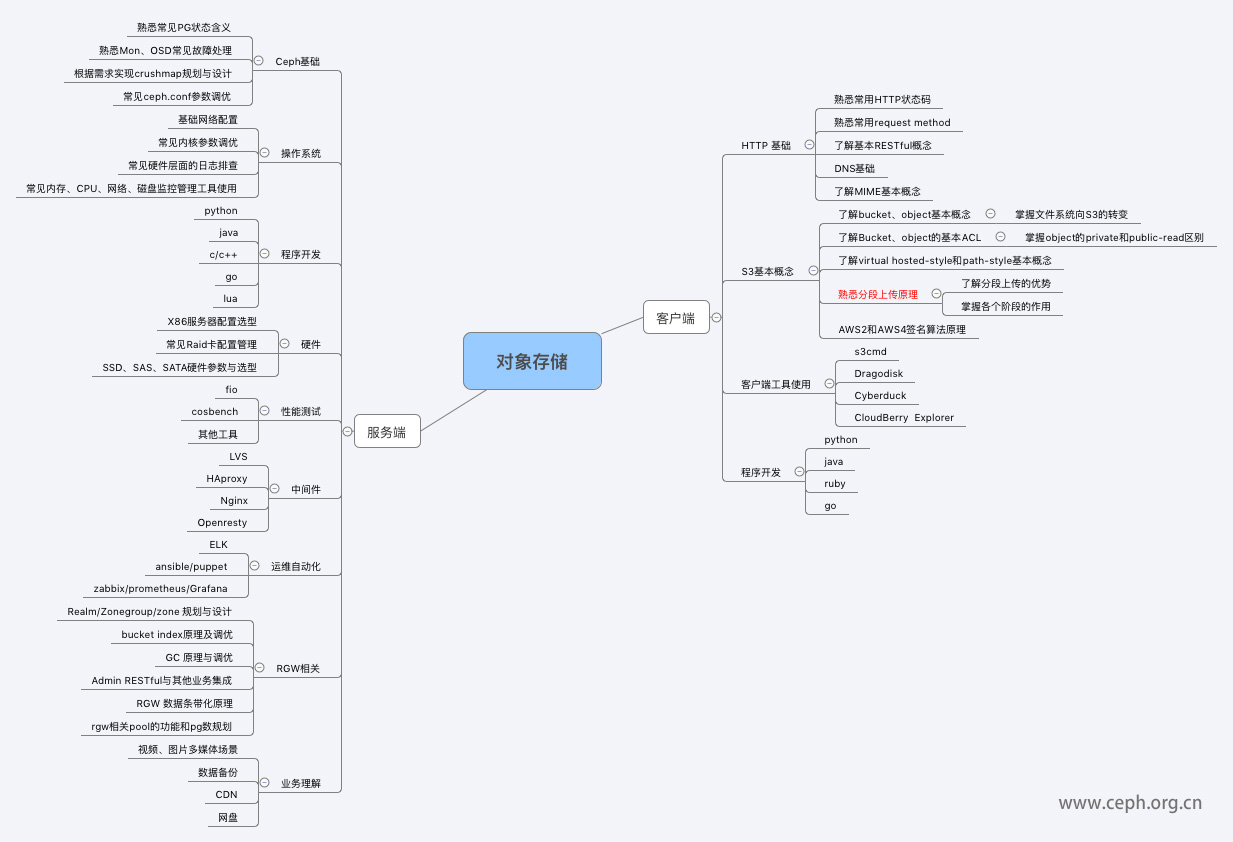 对象存储
服务端
Ceph基础
熟悉常见PG状态含义
熟悉Mon、OSD常见故障处理
根据需求实现crushmap规划与设计
常见ceph.conf参数调优
操作系统
基础网络配置
常见内核参数调优
常见硬件层面的日志排查
常见内存、CPU、网络、磁盘监控管理工具使用
程序开发
python
java
c/c++
go
lua
硬件
X86服务器配置选型
常见Raid卡配置管理
SSD、SAS、SATA硬件参数与选型
性能测试
fio
cosbench
其他工具
中间件
LVS
HAproxy
Nginx
Openresty
运维自动化
ELK
ansible/puppet
zabbix/prometheus/Grafana
RGW相关
Realm/Zonegroup/zone 规划与设计
bucket index原理及调优
GC 原理与调优
Admin RESTful与其他业务集成
RGW 数据条带化原理
rgw相关pool的功能和pg数规划
业务理解
视频、图片多媒体场景
数据备份
CDN
网盘
客户端
HTTP 基础
熟悉常用HTTP状态码
熟悉常用request method
了解基本RESTful概念
DNS基础
了解MIME基本概念
S3基本概念
了解bucket、object基本概念
掌握文件系统向S3的转变
了解Bucket、object的基本ACL
掌握object的private和public-read区别
了解virtual hosted-style和path-style基本概念
熟悉分段上传原理
了解分段上传的优势
掌握各个阶段的作用
AWS2和AWS4签名算法原理
客户端工具使用
s3cmd
Dragodisk
Cyberduck
CloudBerry Explorer
程序开发
python
java
ruby
go
www.ceph.org.cn